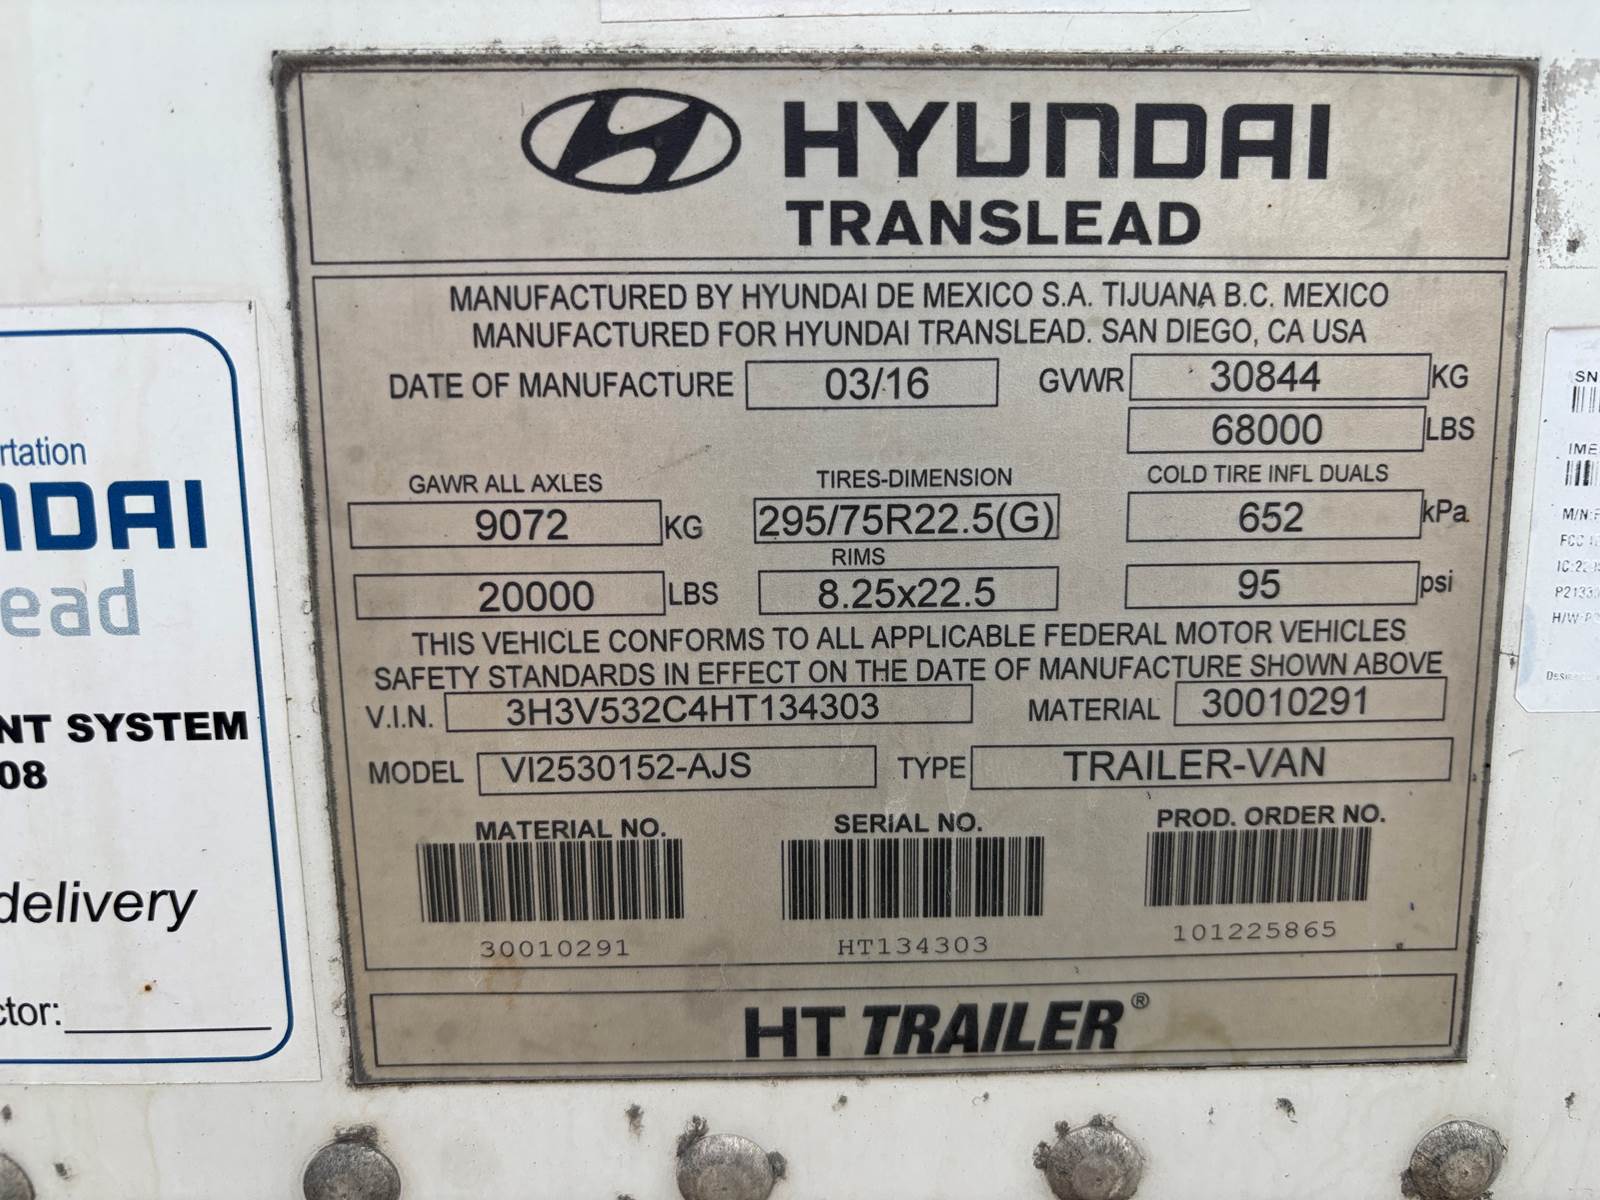 HYUNDAI
TRANSLEAD
MANUFACTURED BY HYUNDAI DE MEXICO S.A. TIJUANA B.C. MEXICO
MANUFACTURED FOR HYUNDAI TRANSLEAD. SAN DIEGO, CA USA
DATE OF MANUFACTURE 03/16 GVWR 30844 KG
68000 LBS
GAWR ALL AXLES TIRES-DIMENSION COLD TIRE INFL DUALS
9072 KG 295/75R22.5(G) 652 kPa
RIMS
20000 LBS 8.25x22.5 95 psi
THIS VEHICLE CONFORMS TO ALL APPLICABLE FEDERAL MOTOR VEHICLES
SAFETY STANDARDS IN EFFECT ON THE DATE OF MANUFACTURE SHOWN ABOVE
V.I.N. 3H3V532C4HT134303 MATERIAL 30010291
MODEL VI2530152-AJS TYPE TRAILER-VAN
MATERIAL NO. SERIAL NO. PROD. ORDER NO.
30010291 HT134303 101225865
HT TRAILER®
rtation
NDAI
ead
NT SYSTEM
08
delivery
ctor:
SN
IME
M/N:F
FCC
P2133
H/W:P